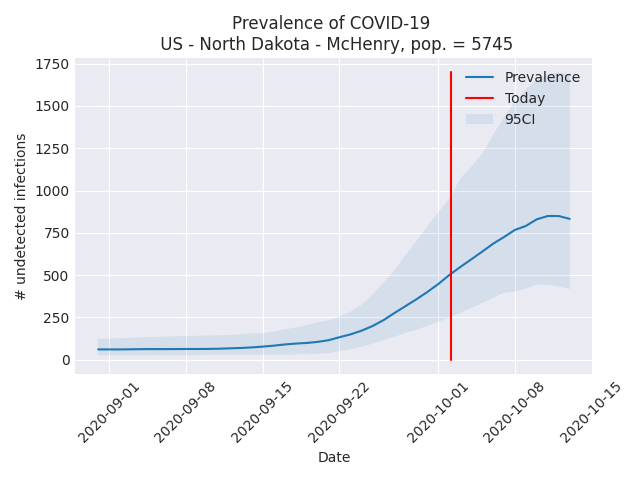 Prevalence of COVID-19
US - North Dakota - McHenry, pop. = 5745
1750
1500
1250
1000
750
500
250
0
# undetected infections
Prevalence
Today
95CI
2020-09-01
2020-09-08
2020-09-15
2020-09-22
2020-10-01
2020-10-08
2020-10-15
Date